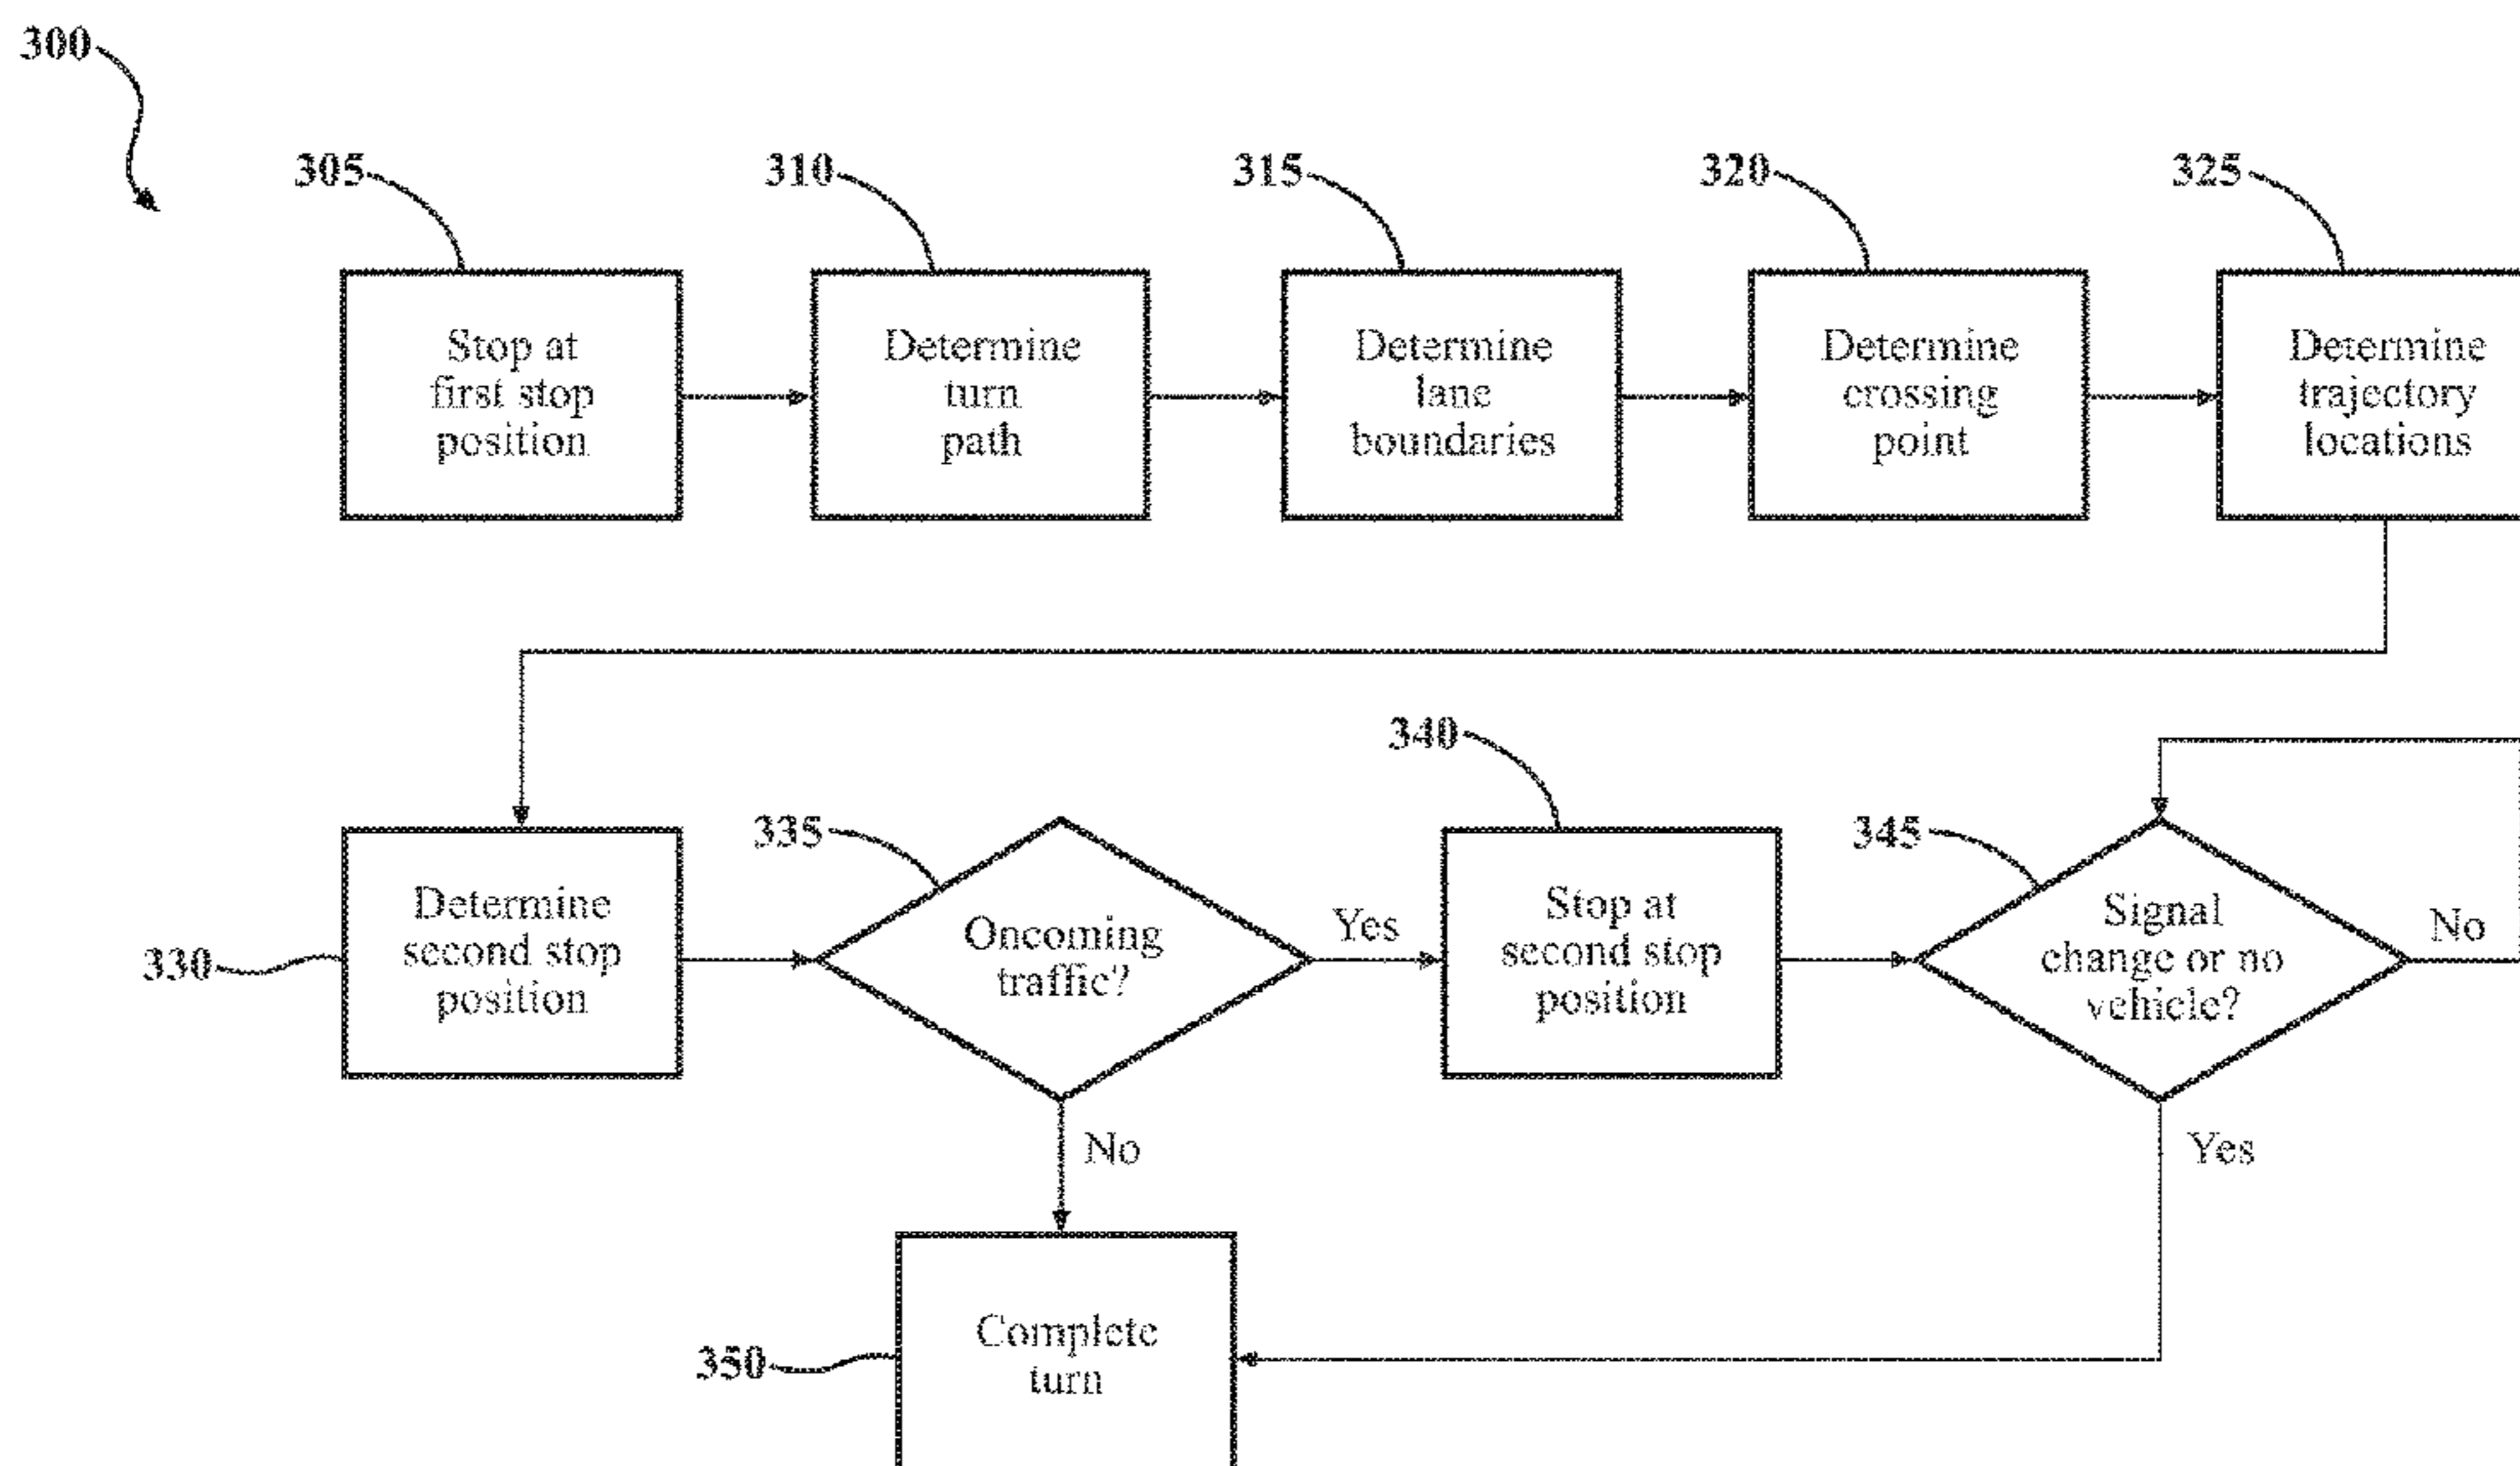 300
305
310
315
320
325
Stop at
first stop
position
Determine
turn
path
Determine
lane
boundaries
Determine
crossing
point
Determine
trajectory
locations
330
Determine
second stop
position
335
Oncoming
traffic?
Yes
No
340
Stop at
second stop
position
345
Signal
change or no
vehicle?
No
Yes
350
Complete
turn